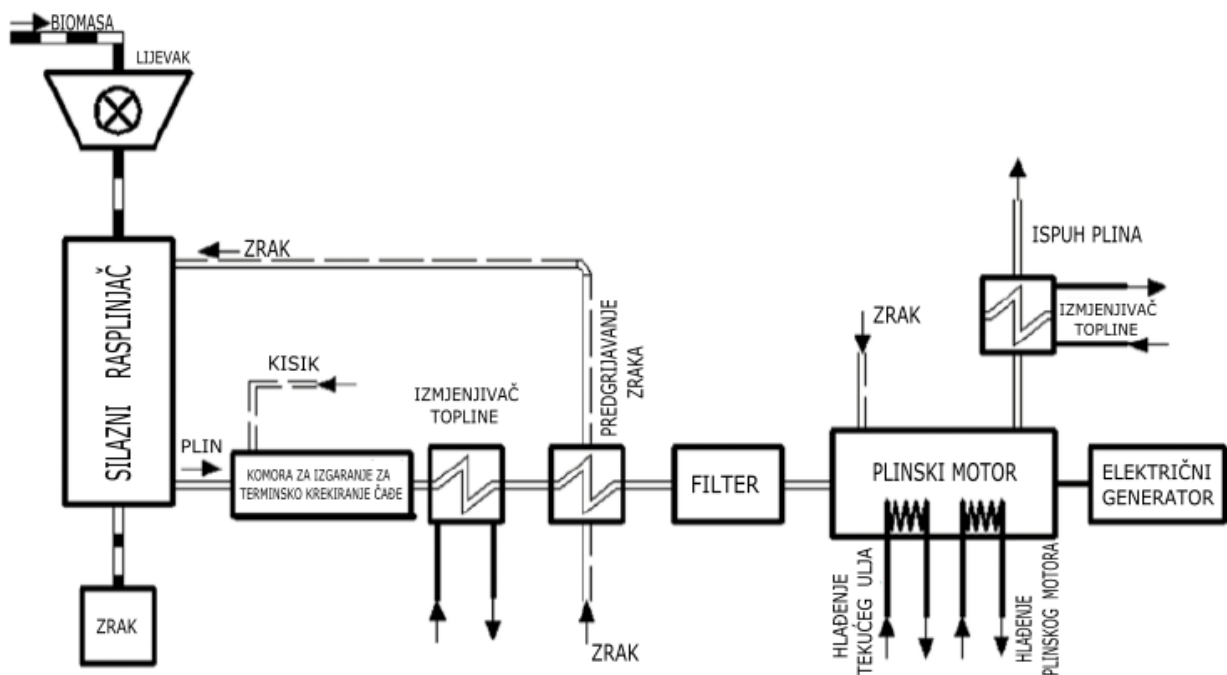 BIOMASA
LIJEVAK
SILAZNI RASPLINJAČ
ZRAK
KISIK
PLIN
KOMORA ZA IZGARANJE ZA
TERMINSKO KREKIRANJE ČAĐE
IZMJENJIVAČ
TOPLINE
PREDGRIJAVANJE
ZRAKA
ZRAK
ZRAK
FILTER
ZRAK
PLINSKI MOTOR
ISPUH PLINA
IZMJENJIVAČ
TOPLINE
ELEKTRIČNI
GENERATOR
HLAĐENJE
TEKUĆEG ULJA
HLAĐENJE
PLINSKOG MOTORA